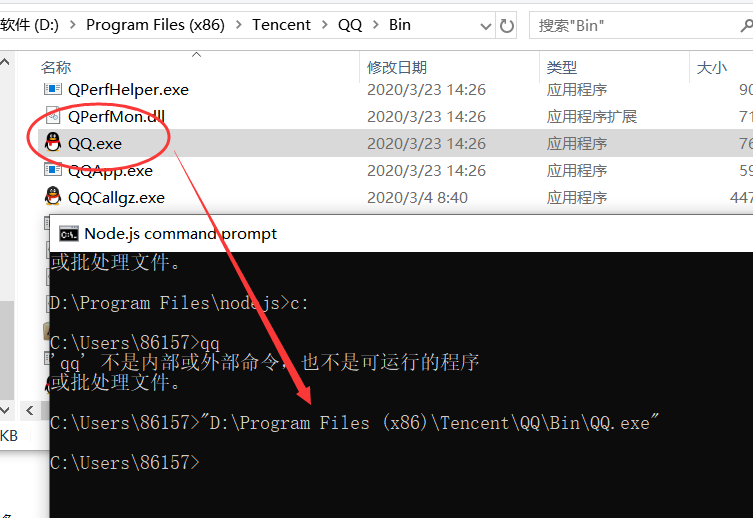 软件 (D:) > Program Files (x86) > Tencent > QQ > Bin
搜索"Bin"
名称 修改日期 类型 大小
QPerfHelper.exe 2020/3/23 14:26 应用程序 90
QPerfMon.dll 2020/3/23 14:26 应用程序扩展 71
QQ.exe 2020/3/23 14:26 应用程序 76
QQApp.exe 2020/3/23 14:26 应用程序 59
QQCallgz.exe 2020/3/4 8:40 应用程序 447
Node.js command prompt
或批处理文件。
D:\Program Files\nodejs>c:
C:\Users\86157>qq
'qq' 不是内部或外部命令，也不是可运行的程序
或批处理文件。
C:\Users\86157>"D:\Program Files (x86)\Tencent\QQ\Bin\QQ.exe"
C:\Users\86157>
KB